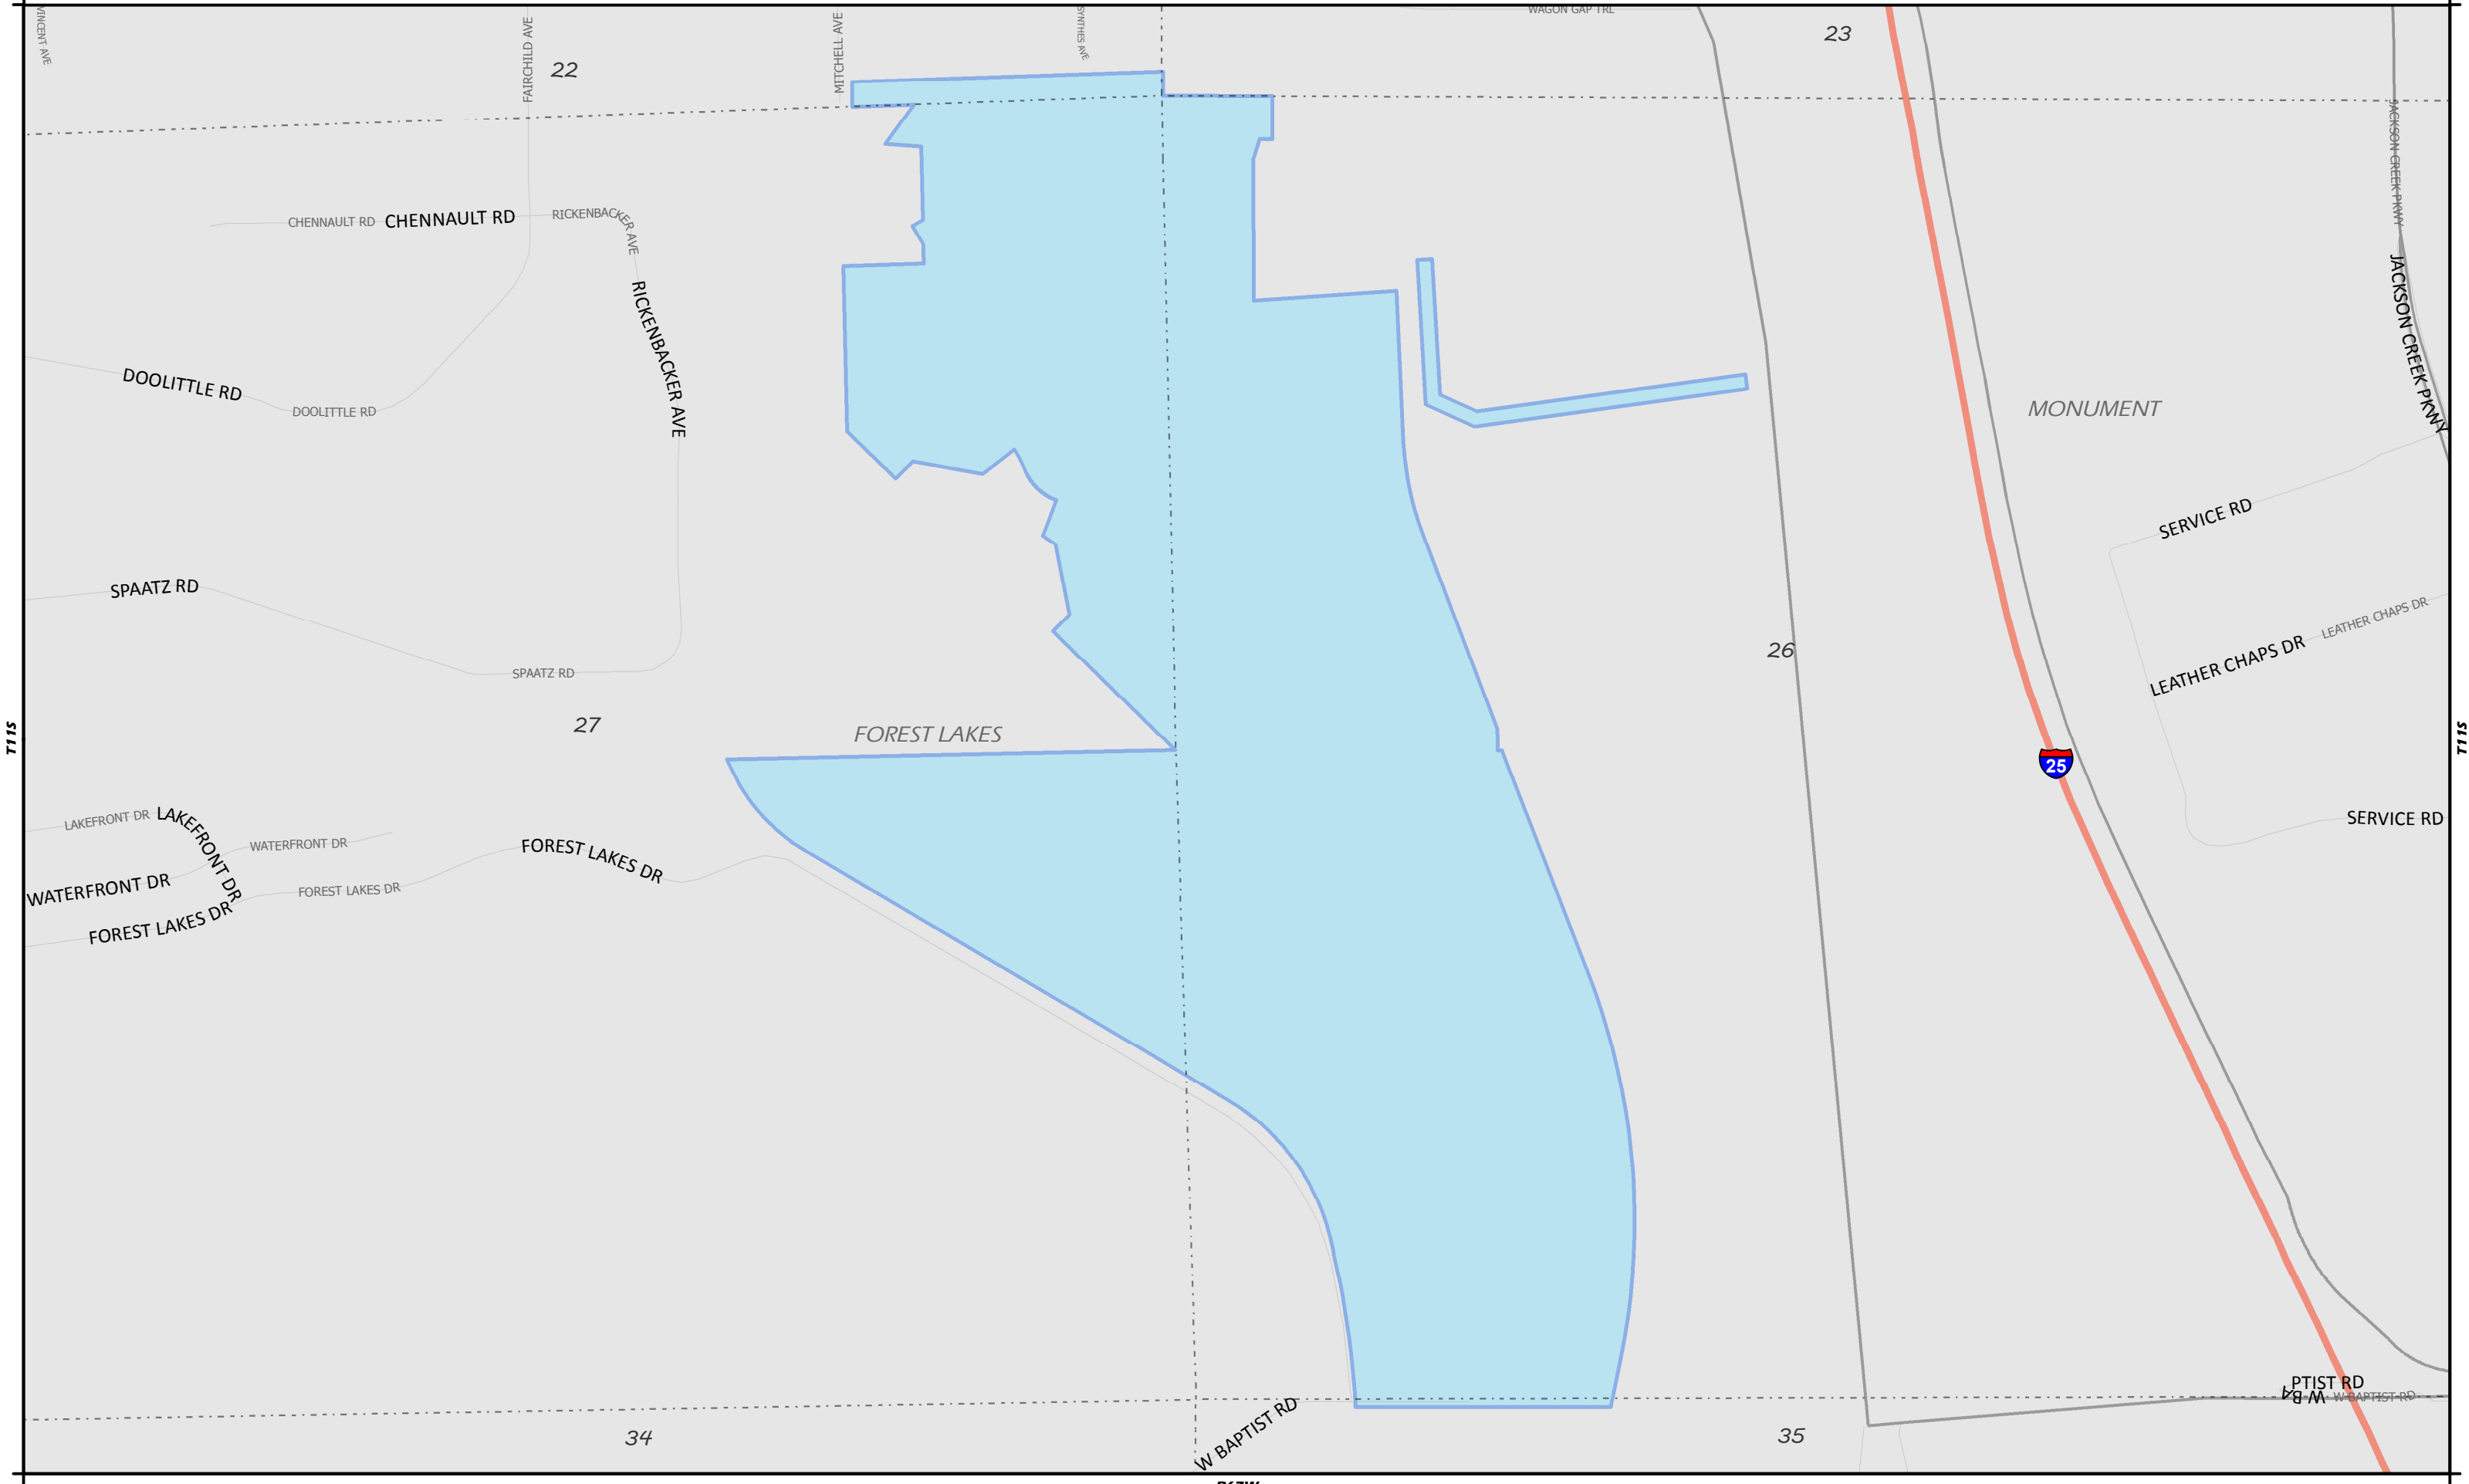 VINCENT AVE
FAIRCHILD AVE
MITCHELL AVE
SYNTHES AVE
WAGON GAP TRL
23
22
JACKSON CREEK PKWY
CHENNAULT RD
CHENNAULT RD
RICKENBACKER AVE
JACKSON CREEK PKWY
RICKENBACKER AVE
DOOLITTLE RD
DOOLITTLE RD
MONUMENT
SERVICE RD
SPAATZ RD
LEATHER CHAPS DR
26
LEATHER CHAPS DR
SPAATZ RD
27
FOREST LAKES
T11S
T11S
25
LAKEFRONT DR
LAKEFRONT DR
SERVICE RD
WATERFRONT DR
FOREST LAKES DR
WATERFRONT DR
FOREST LAKES DR
FOREST LAKES DR
W BAPTIST RD
W BAPTIST RD
W BAPTIST RD
34
35